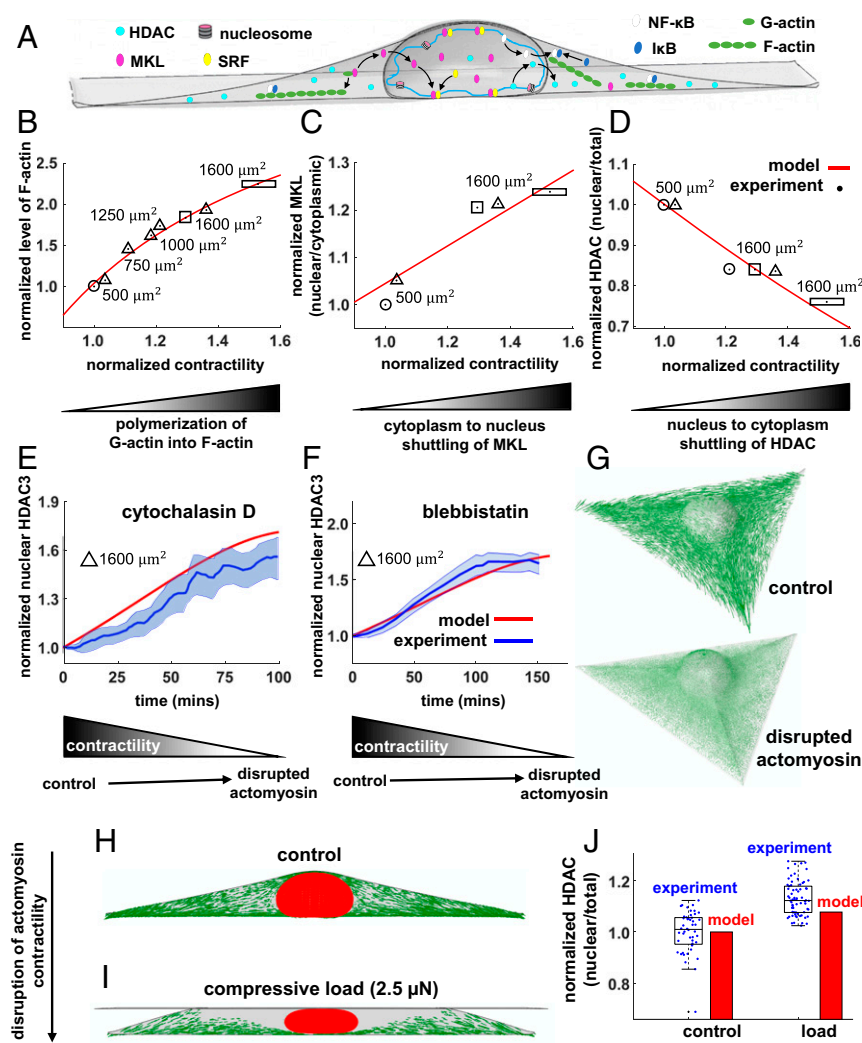 A
HDAC
nucleosome
MKL
SRF
NF-κB
G-actin
IκB
F-actin
B
normalized level of F-actin
2.5
2.0
1.5
1.0
1600 µm²
1250 µm²
1600 µm²
1000 µm²
750 µm²
500 µm²
1.0
1.2
1.4
1.6
normalized contractility
polymerization of
G-actin into F-actin
C
normalized MKL
(nuclear/cytoplasmic)
1.3
1.2
1.1
1.0
1600 µm²
500 µm²
1.0
1.2
1.4
1.6
normalized contractility
cytoplasm to nucleus
shuttling of MKL
D
normalized HDAC (nuclear/total)
1.1
1.0
0.9
0.8
0.7
model
experiment
500 µm²
1600 µm²
1600 µm²
1.0
1.2
1.4
1.6
normalized contractility
nucleus to cytoplasm
shuttling of HDAC
E
normalized nuclear HDAC3
1.9
1.6
1.3
1.0
cytochalasin D
1600 µm²
0
25
50
75
100
time (mins)
contractility
control
disrupted
actomyosin
F
normalized nuclear HDAC3
2.0
1.5
1.0
blebbistatin
1600 µm²
model
experiment
0
50
100
150
time (mins)
contractility
control
disrupted
actomyosin
G
control
disrupted
actomyosin
disruption of actomyosin
contractility
H
control
I
compressive load (2.5 µN)
J
normalized HDAC
(nuclear/total)
1.2
1.0
0.8
experiment
model
experiment
model
control
load